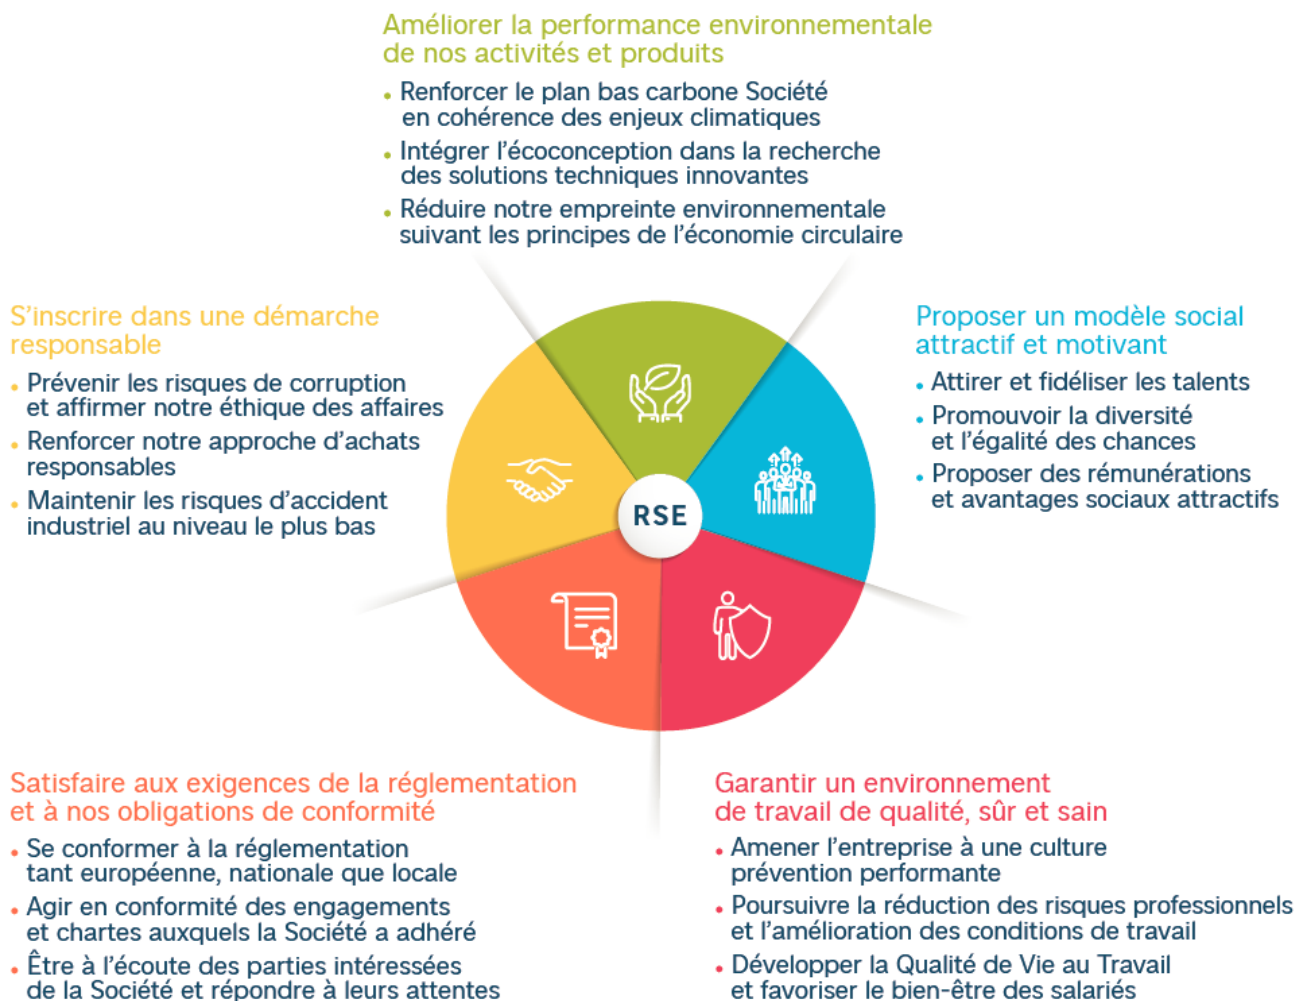 Améliorer la performance environnementale
de nos activités et produits
• Renforcer le plan bas carbone Société
en cohérence des enjeux climatiques
• Intégrer l'écoconception dans la recherche
des solutions techniques innovantes
• Réduire notre empreinte environnementale
suivant les principes de l'économie circulaire
S'inscrire dans une démarche
responsable
• Prévenir les risques de corruption
et affirmer notre éthique des affaires
• Renforcer notre approche d'achats
responsables
• Maintenir les risques d'accident
industriel au niveau le plus bas
RSE
Proposer un modèle social
attractif et motivant
• Attirer et fidéliser les talents
• Promouvoir la diversité
et l'égalité des chances
• Proposer des rémunérations
et avantages sociaux attractifs
Satisfaire aux exigences de la réglementation
et à nos obligations de conformité
• Se conformer à la réglementation
tant européenne, nationale que locale
• Agir en conformité des engagements
et chartes auxquels la Société a adhéré
• Être à l'écoute des parties intéressées
de la Société et répondre à leurs attentes
Garantir un environnement
de travail de qualité, sûr et sain
• Amener l'entreprise à une culture
prévention performante
• Poursuivre la réduction des risques professionnels
et l'amélioration des conditions de travail
• Développer la Qualité de Vie au Travail
et favoriser le bien-être des salariés